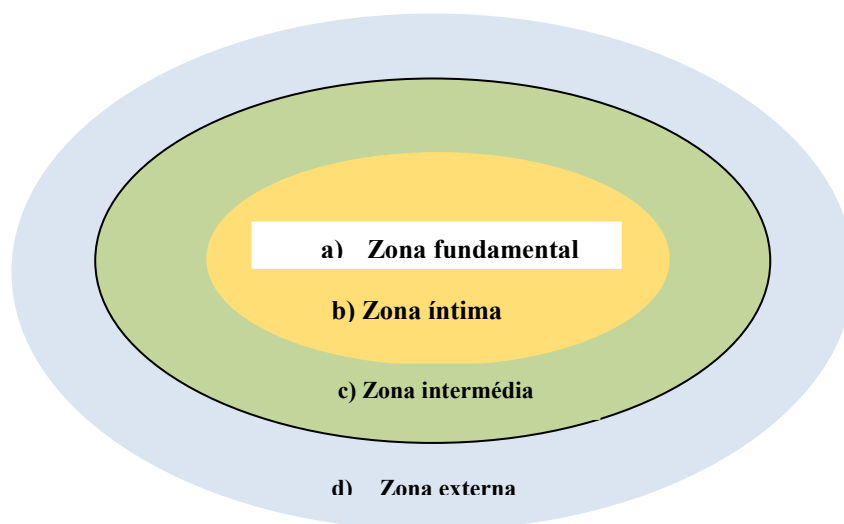 a) Zona fundamental
b) Zona íntima
c) Zona intermédia
d) Zona externa